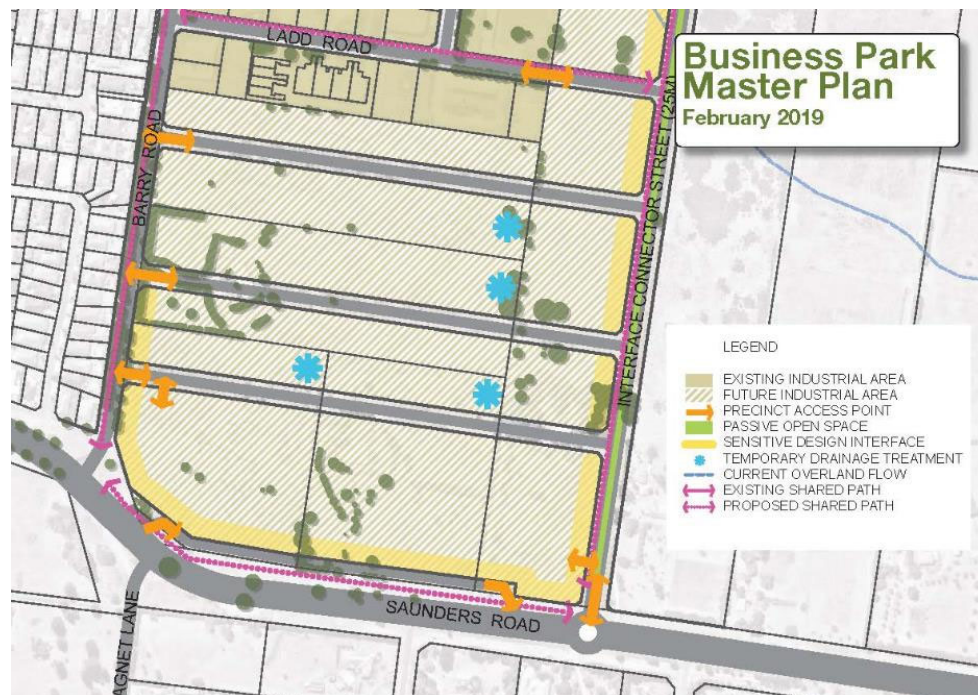 LADD ROAD
Business Park
Master Plan
February 2019
BARRY ROAD
INTERFACE CONNECTOR STREET (25M)
LEGEND
EXISTING INDUSTRIAL AREA
FUTURE INDUSTRIAL AREA
PRECINCT ACCESS POINT
PASSIVE OPEN SPACE
SENSITIVE DESIGN INTERFACE
TEMPORARY DRAINAGE TREATMENT
CURRENT OVERLAND FLOW
EXISTING SHARED PATH
PROPOSED SHARED PATH
SAUNDERS ROAD
AGNET LANE